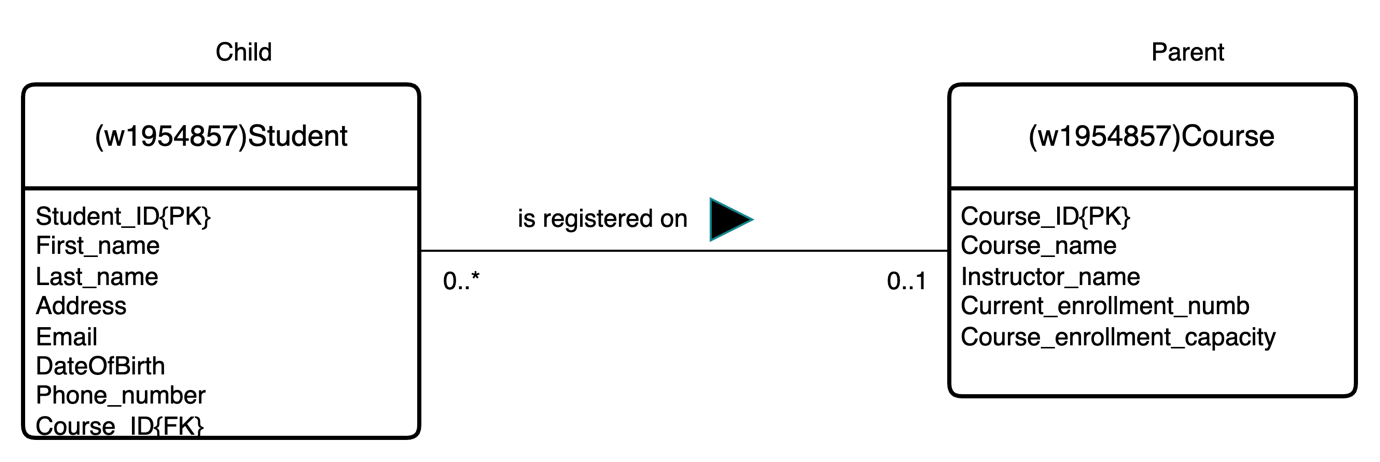 Child
Parent
(w1954857)Student
(w1954857)Course
Student_ID{PK}
First_name
Last_name
Address
Email
DateOfBirth
Phone_number
Course_ID{FK}
is registered on
0..*
0..1
Course_ID{PK}
Course_name
Instructor_name
Current_enrollment_numb
Course_enrollment_capacity